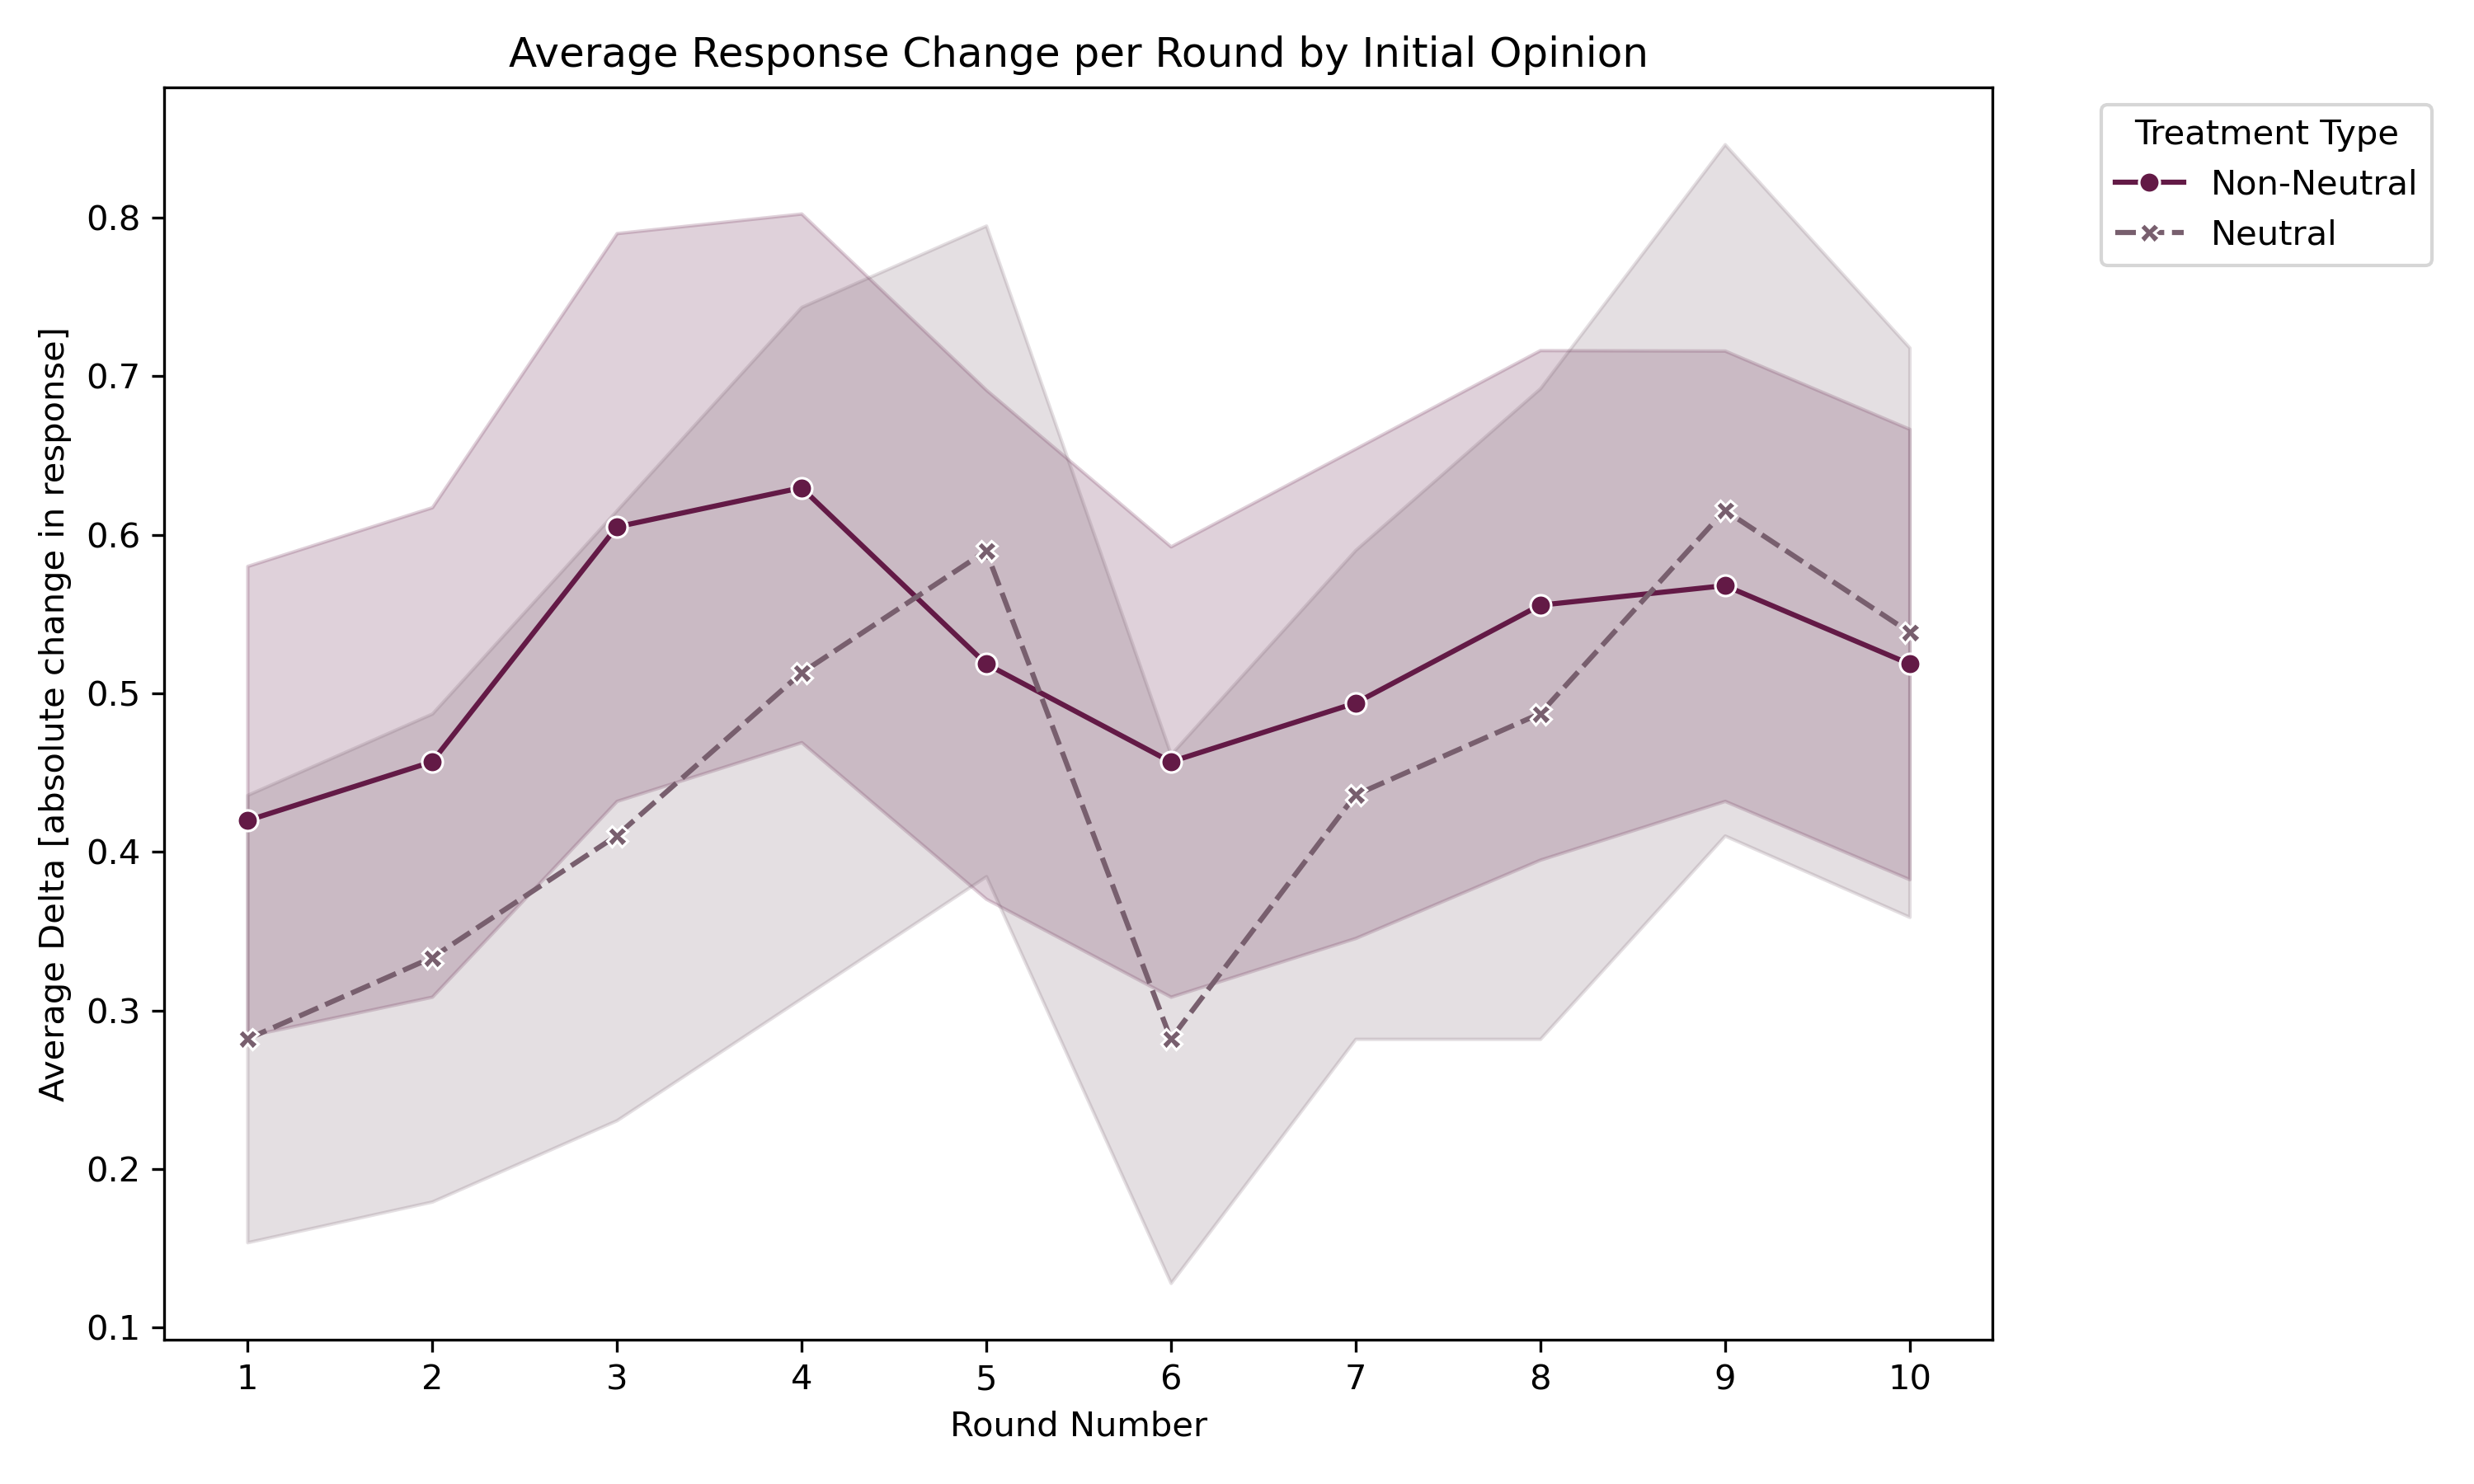 Average Response Change per Round by Initial Opinion
Treatment Type
Non-Neutral
Neutral
Average Delta [absolute change in response]
0.8
0.7
0.6
0.5
0.4
0.3
0.2
0.1
1 2 3 4 5 6 7 8 9 10
Round Number